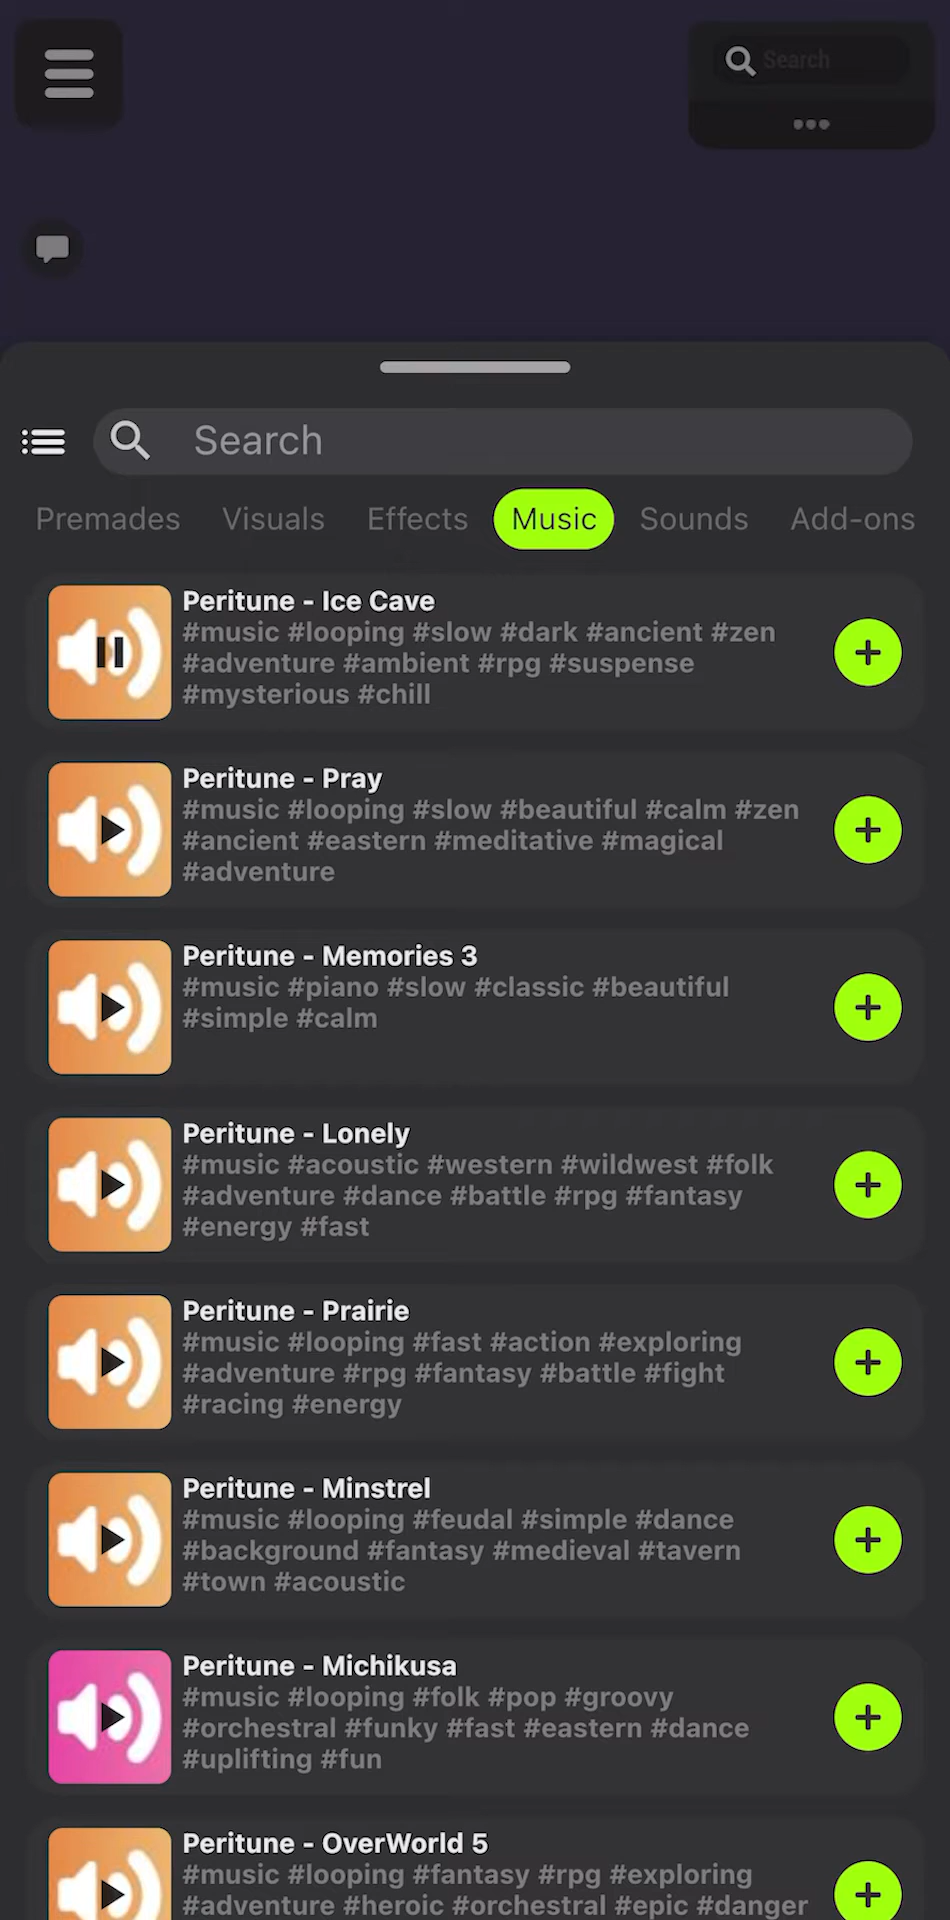 Search
Search
Premades Visuals Effects Music Sounds Add-ons
Peritune - Ice Cave
#music #looping #slow #dark #ancient #zen
#adventure #ambient #rpg #suspense
#mysterious #chill
Peritune - Pray
#music #looping #slow #beautiful #calm #zen
#ancient #eastern #meditative #magical
#adventure
Peritune - Memories 3
#music #piano #slow #classic #beautiful
#simple #calm
Peritune - Lonely
#music #acoustic #western #wildwest #folk
#adventure #dance #battle #rpg #fantasy
#energy #fast
Peritune - Prairie
#music #looping #fast #action #exploring
#adventure #rpg #fantasy #battle #fight
#racing #energy
Peritune - Minstrel
#music #looping #feudal #simple #dance
#background #fantasy #medieval #tavern
#town #acoustic
Peritune - Michikusa
#music #looping #folk #pop #groovy
#orchestral #funky #fast #eastern #dance
#uplifting #fun
Peritune - OverWorld 5
#music #looping #fantasy #rpg #exploring
#adventure #heroic #orchestral #epic #danger